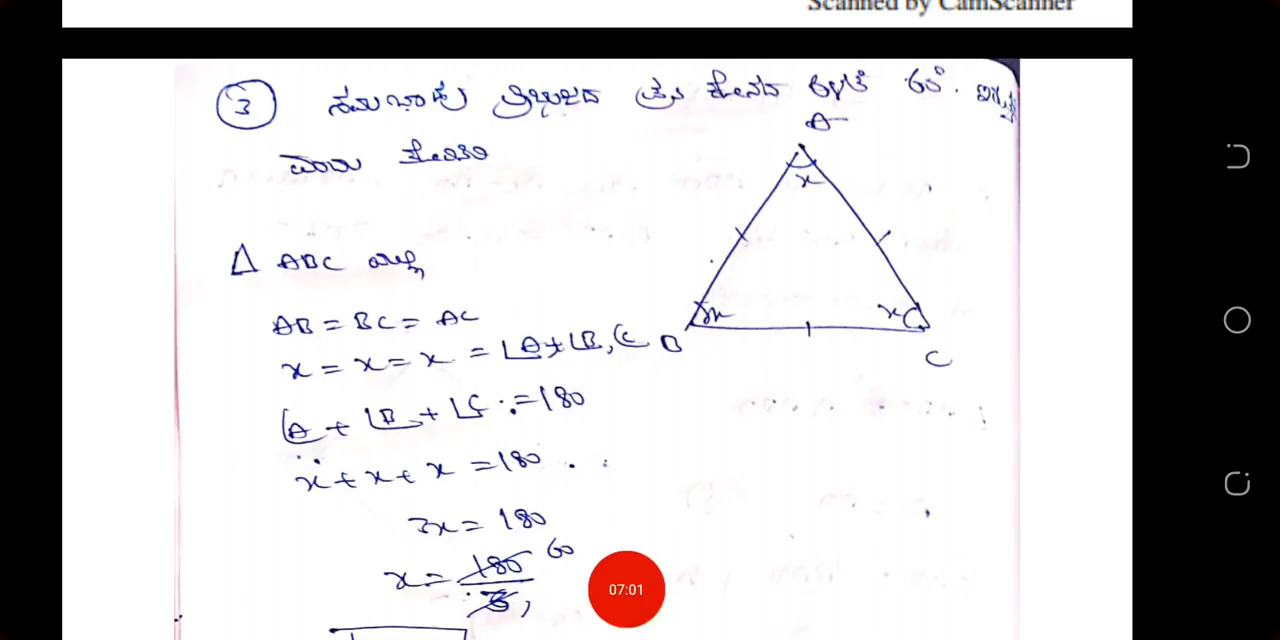 Scanned by CamScanner
3 ಸಮಬಾಹು ತ್ರಿಭುಜದ ಪ್ರತಿ ಕೋನದ ಅಳತೆ 60°.
A
ಮಾಡಿ ತೋರಿಸಿ
x
Δ ABC ಯಲ್ಲಿ
AB = BC = AC
x x
x = x = x = ∠A + ∠B, ∠C
B
C
∠A + ∠B + ∠C ∴ = 180
x + x + x = 180
3x = 180
x = 180/3 60
07:01